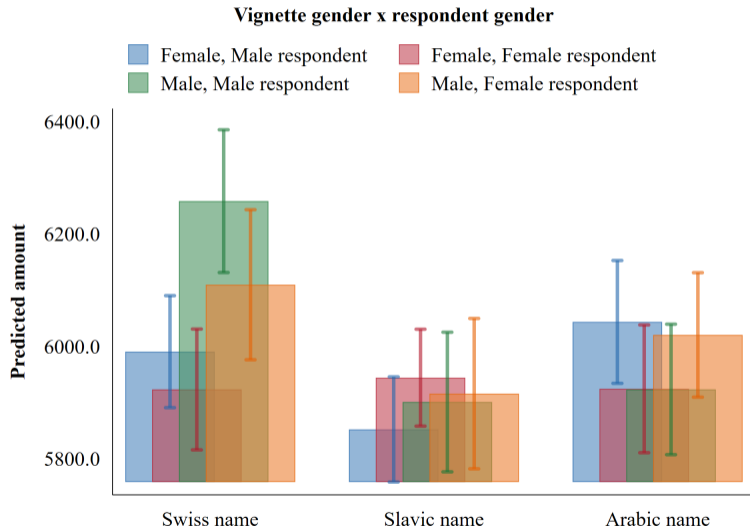 Vignette gender x respondent gender
Female, Male respondent
Female, Female respondent
Male, Male respondent
Male, Female respondent
Predicted amount
6400.0
6200.0
6000.0
5800.0
Swiss name
Slavic name
Arabic name